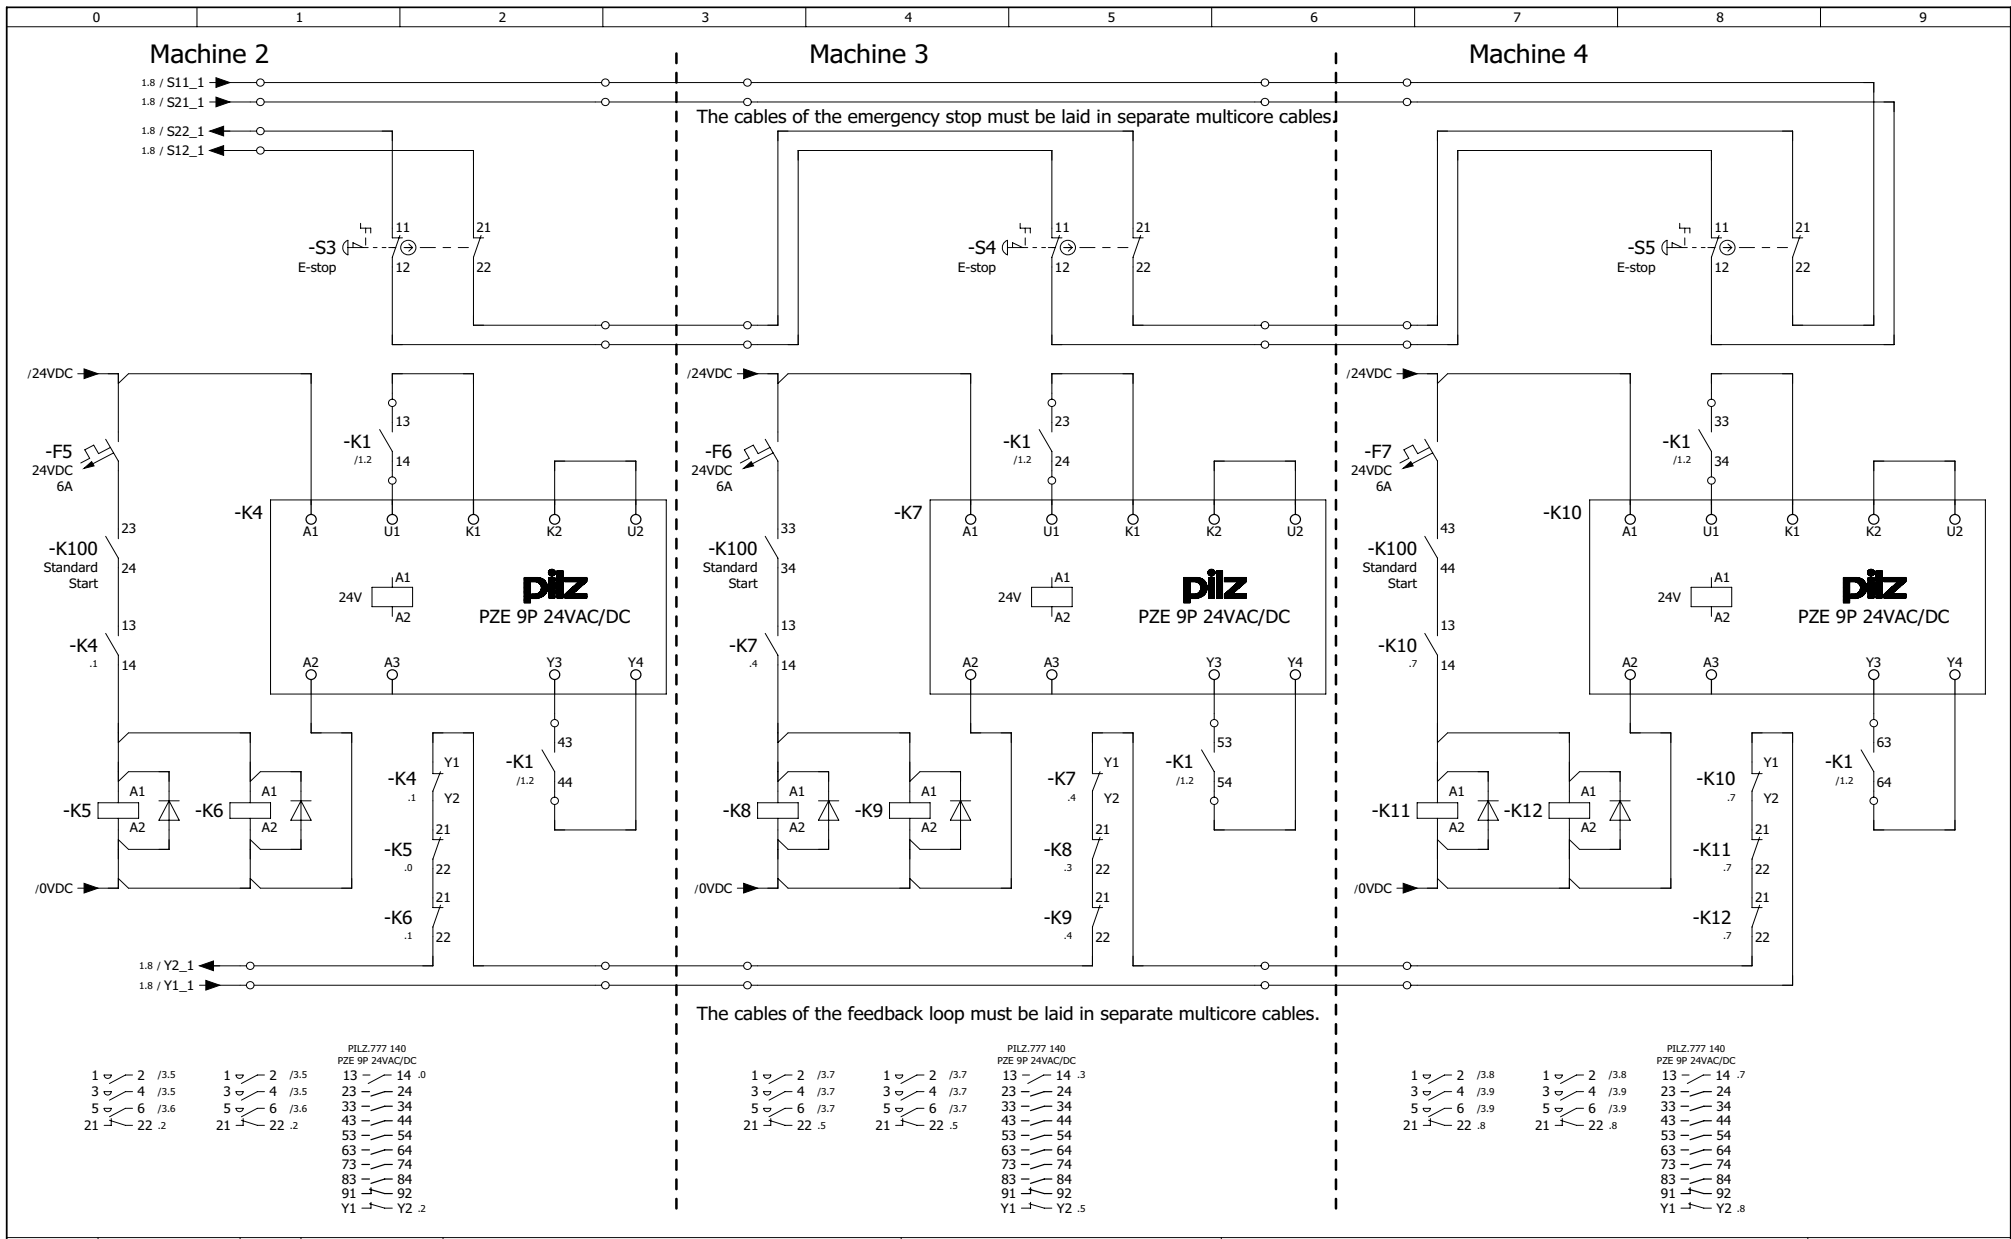 0 1 2 3 4 5 6 7 8 9
Machine 2 Machine 3 Machine 4
1.8 / S11_1
1.8 / S21_1
The cables of the emergency stop must be laid in separate multicore cables.
1.8 / S22_1
1.8 / S12_1
11 21 11 21 11 21
-S3 -S4 -S5
E-stop E-stop E-stop
12 22 12 22 12 22
/24VDC /24VDC /24VDC
13 23 33
-K1 -K1 -K1
/1.2 /1.2 /1.2
14 24 34
-F5 -F6 -F7
24VDC 24VDC 24VDC
6A 6A 6A
-K4 -K7 -K10
A1 U1 K1 K2 U2 A1 U1 K1 K2 U2 A1 U1 K1 K2 U2
23 33 43
-K100 -K100 -K100
Standard Standard Standard
Start Start Start
24 34 44
A1 A1 A1
24V 24V 24V
A2 A2 A2
pilz pilz pilz
PZE 9P 24VAC/DC PZE 9P 24VAC/DC PZE 9P 24VAC/DC
13 13 13
-K4 -K7 -K10
.1 .4 .7
14 14 14
A2 A3 Y3 Y4 A2 A3 Y3 Y4 A2 A3 Y3 Y4
43 53 63
-K1 -K1 -K1
/1.2 /1.2 /1.2
44 54 64
Y1 Y1 Y1
-K4 -K7 -K10
.1 .4 .7
Y2 Y2 Y2
A1 A1 A1 A1 A1 A1
-K5 -K6 -K8 -K9 -K11 -K12
A2 A2 A2 A2 A2 A2
21 21 21
-K5 -K8 -K11
.0 .3 .7
22 22 22
/0VDC /0VDC /0VDC
21 21 21
-K6 -K9 -K12
.1 .4 .7
22 22 22
1.8 / Y2_1
1.8 / Y1_1
The cables of the feedback loop must be laid in separate multicore cables.
PILZ.777 140 PILZ.777 140 PILZ.777 140
PZE 9P 24VAC/DC PZE 9P 24VAC/DC PZE 9P 24VAC/DC
1 2 /3.5 1 2 /3.5 13 14 .0 1 2 /3.7 1 2 /3.7 13 14 .3 1 2 /3.8 1 2 /3.8 13 14 .7
3 4 /3.5 3 4 /3.5 23 24 3 4 /3.7 3 4 /3.7 23 24 3 4 /3.9 3 4 /3.9 23 24
5 6 /3.6 5 6 /3.6 33 34 5 6 /3.7 5 6 /3.7 33 34 5 6 /3.9 5 6 /3.9 33 34
21 22 .2 21 22 .2 43 44 21 22 .5 21 22 .5 43 44 21 22 .8 21 22 .8 43 44
53 54 53 54 53 54
63 64 63 64 63 64
73 74 73 74 73 74
83 84 83 84 83 84
91 92 91 92 91 92
Y1 Y2 .2 Y1 Y2 .5 Y1 Y2 .8